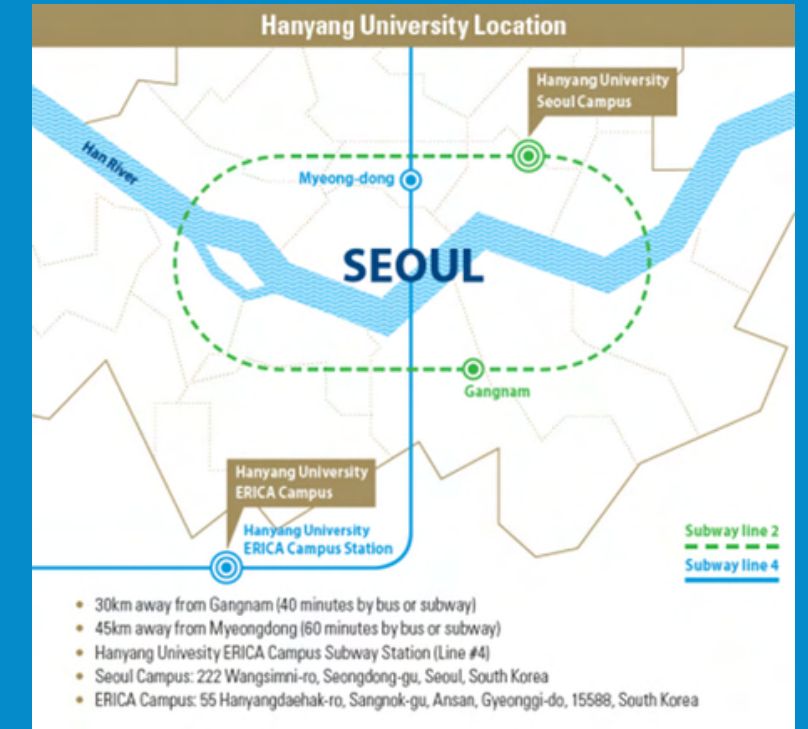 Hanyang University Location
Hanyang University
Seoul Campus
Han River
Myeong-dong
SEOUL
Gangnam
Hanyang University
ERICA Campus
Hanyang University
ERICA Campus Station
Subway line 2
Subway line 4
• 30km away from Gangnam (40 minutes by bus or subway)
• 45km away from Myeongdong (60 minutes by bus or subway)
• Hanyang Univesity ERICA Campus Subway Station (Line #4)
• Seoul Campus: 222 Wangsimni-ro, Seongdong-gu, Seoul, South Korea
• ERICA Campus: 55 Hanyangdaehak-ro, Sangnok-gu, Ansan, Gyeonggi-do, 15588, South Korea